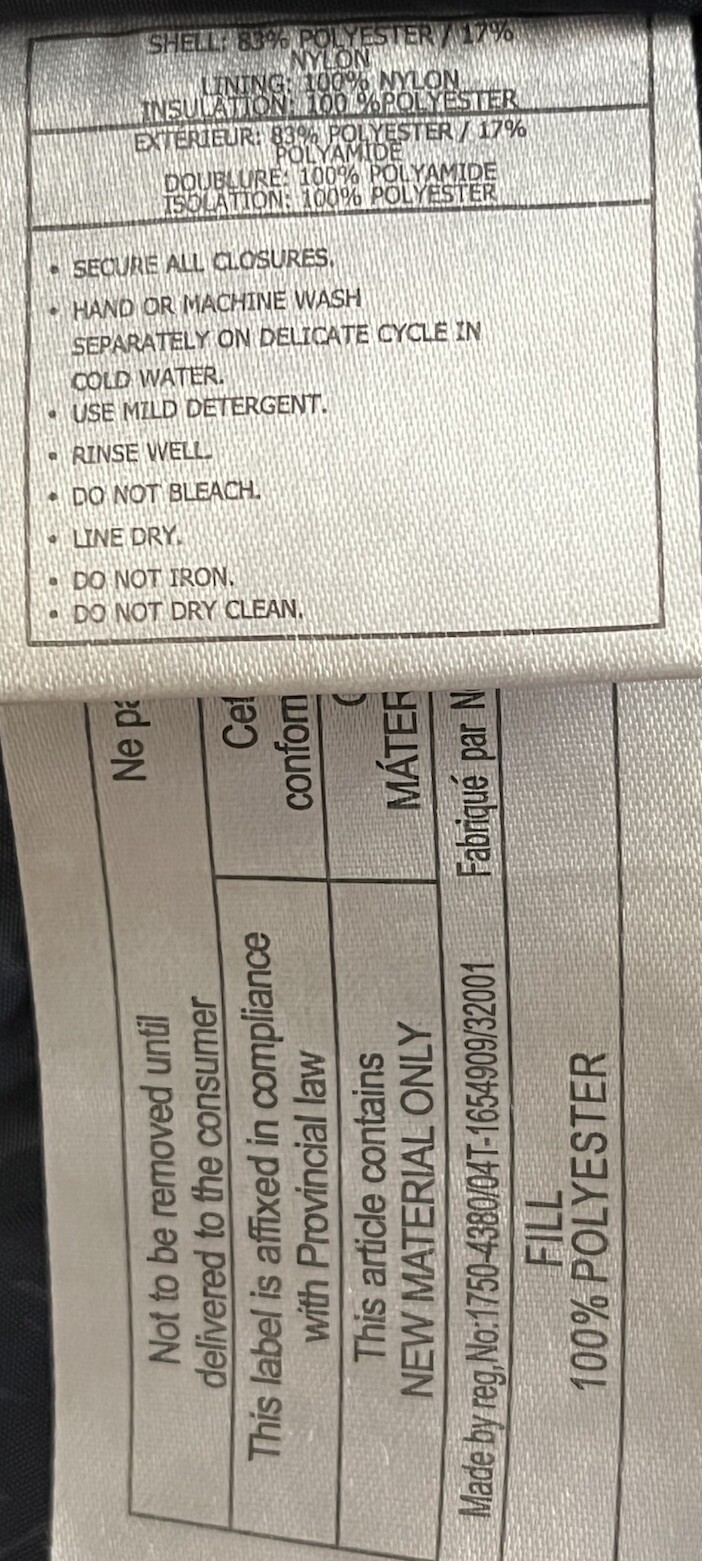 SHELL: 83% POLYESTER / 17%
NYLON
LINING: 100% NYLON
INSULATION: 100 %POLYESTER
EXTÉRIEUR: 83% POLYESTER / 17%
POLYAMIDE
DOUBLURE: 100% POLYAMIDE
ISOLATION: 100% POLYESTER
• SECURE ALL CLOSURES.
• HAND OR MACHINE WASH
SEPARATELY ON DELICATE CYCLE IN
COLD WATER.
• USE MILD DETERGENT.
• RINSE WELL.
• DO NOT BLEACH.
• LINE DRY.
• DO NOT IRON.
• DO NOT DRY CLEAN.
Not to be removed until
delivered to the consumer
Ne
This label is affixed in compliance
with Provincial law
This article contains
NEW MATERIAL ONLY
Made by reg,No:1750-4380/04T-1654909/32001
Fabriqué par
FILL
100% POLYESTER